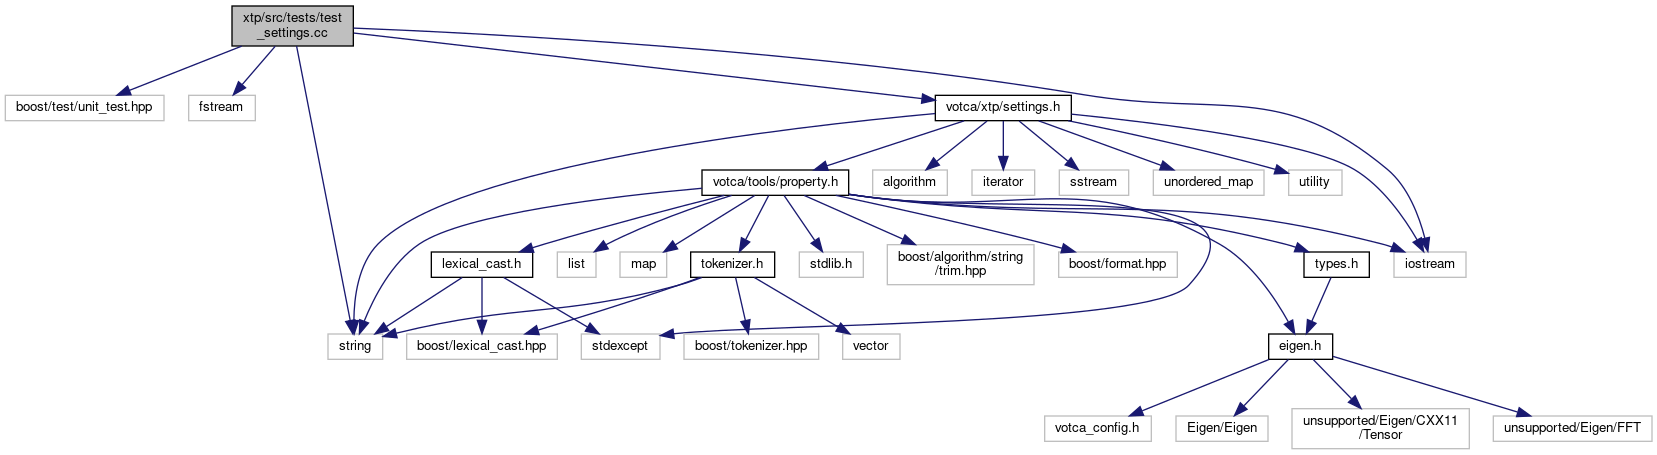 xtp/src/tests/test
_settings.cc
boost/test/unit_test.hpp
fstream
votca/xtp/settings.h
votca/tools/property.h
algorithm
iterator
sstream
unordered_map
utility
lexical_cast.h
list
map
tokenizer.h
stdlib.h
boost/algorithm/string
/trim.hpp
boost/format.hpp
types.h
iostream
string
boost/lexical_cast.hpp
stdexcept
boost/tokenizer.hpp
vector
eigen.h
votca_config.h
Eigen/Eigen
unsupported/Eigen/CXX11
/Tensor
unsupported/Eigen/FFT